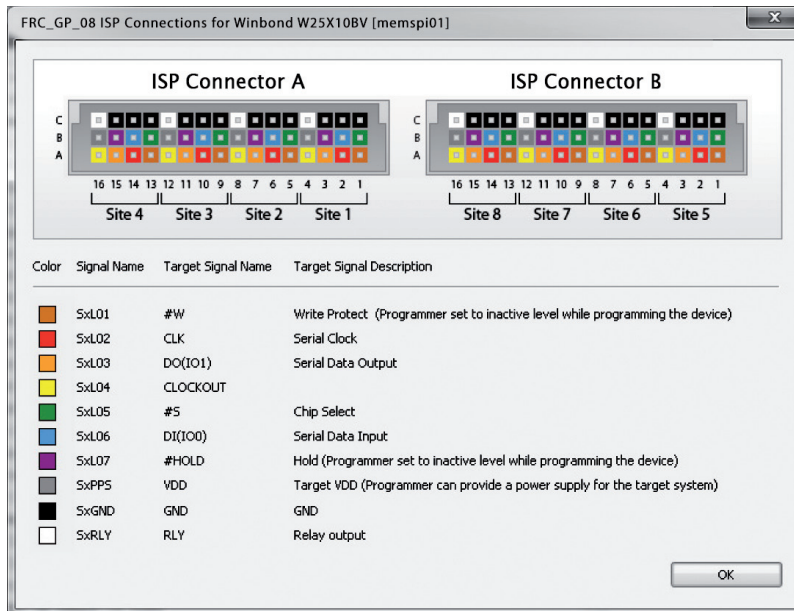 FRC_GP_08 ISP Connections for Winbond W25X10BV [memspi01]
ISP Connector A
ISP Connector B
C
B
A
C
B
A
16 15 14 13 12 11 10 9 8 7 6 5 4 3 2 1
16 15 14 13 12 11 10 9 8 7 6 5 4 3 2 1
Site 4 Site 3 Site 2 Site 1
Site 8 Site 7 Site 6 Site 5
Color Signal Name Target Signal Name Target Signal Description
SxL01 #W Write Protect (Programmer set to inactive level while programming the device)
SxL02 CLK Serial Clock
SxL03 DO(IO1) Serial Data Output
SxL04 CLOCKOUT
SxL05 #S Chip Select
SxL06 DI(IO0) Serial Data Input
SxL07 #HOLD Hold (Programmer set to inactive level while programming the device)
SxPPS VDD Target VDD (Programmer can provide a power supply for the target system)
SxGND GND GND
SxRLY RLY Relay output
OK